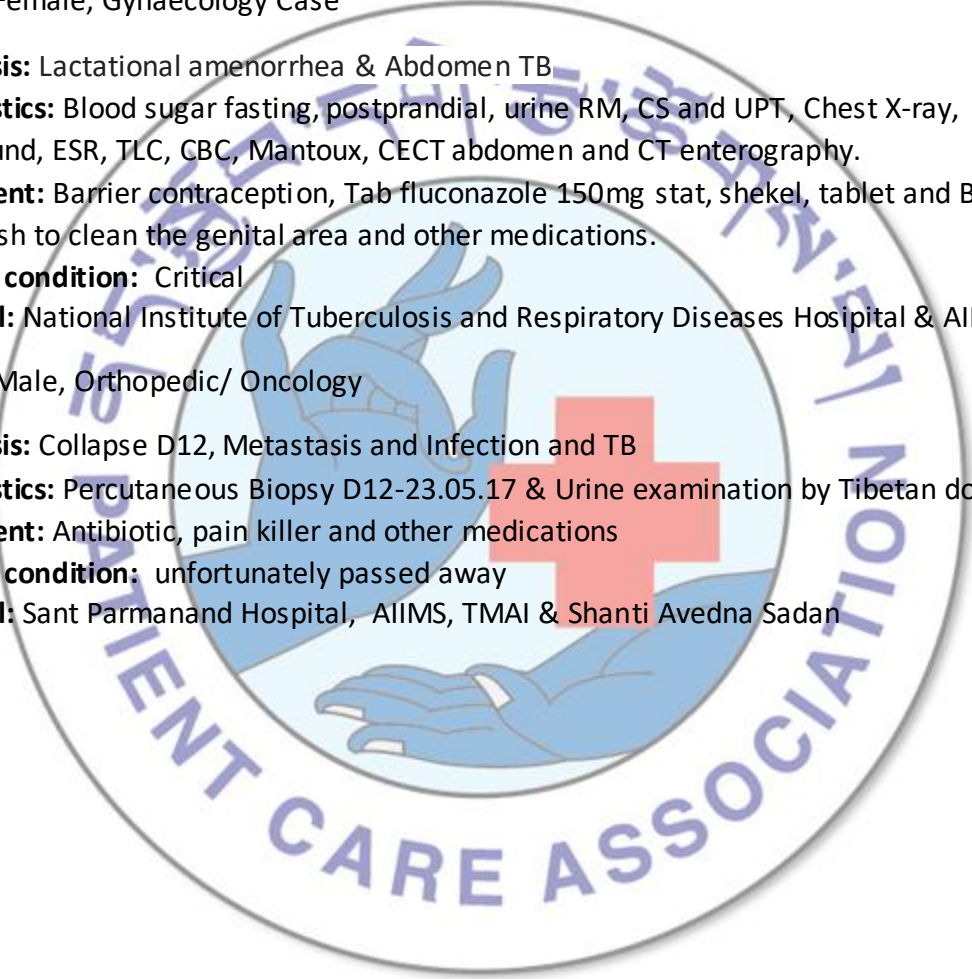 Female, Gynaecology Case
sis: Lactational amenorrhea & Abdomen TB
stics: Blood sugar fasting, postprandial, urine RM, CS and UPT, Chest X-ray,
und, ESR, TLC, CBC, Mantoux, CECT abdomen and CT enterography.
ent: Barrier contraception, Tab fluconazole 150mg stat, shekel, tablet and B
sh to clean the genital area and other medications.
condition: Critical
l: National Institute of Tuberculosis and Respiratory Diseases Hosipital & AI
Male, Orthopedic/ Oncology
sis: Collapse D12, Metastasis and Infection and TB
stics: Percutaneous Biopsy D12-23.05.17 & Urine examination by Tibetan do
ent: Antibiotic, pain killer and other medications
condition: unfortunately passed away
l: Sant Parmanand Hospital, AIIMS, TMAI & Shanti Avedna Sadan
PATIENT CARE ASSOCIATION